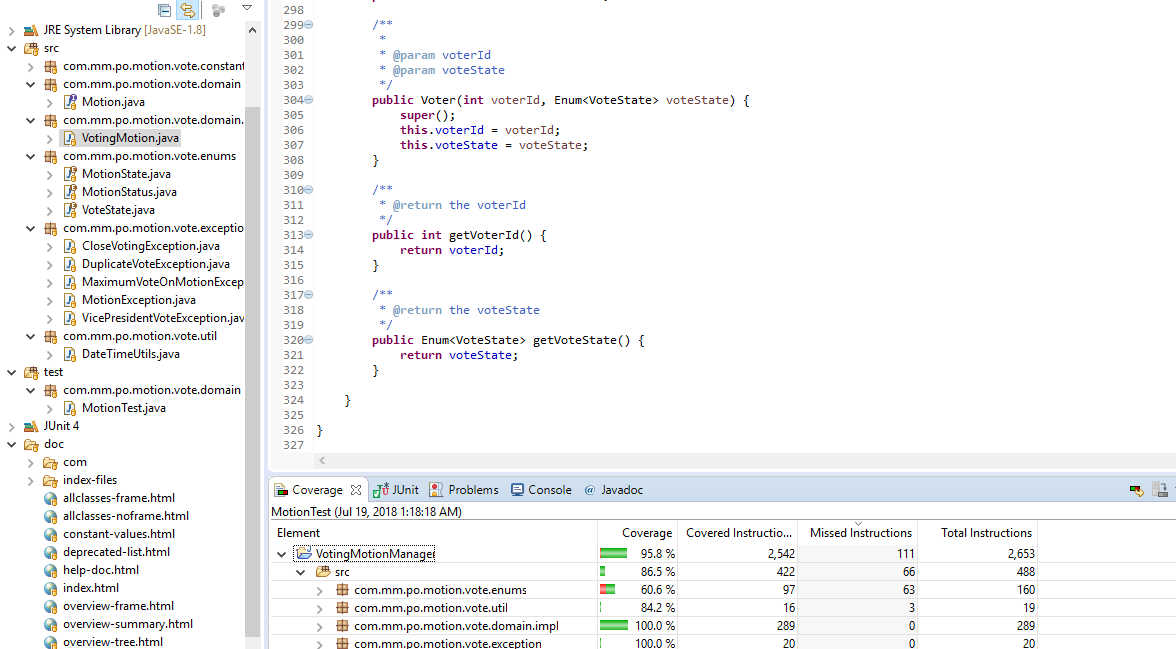 JRE System Library [JavaSE-1.8]
src
com.mm.po.motion.vote.constant
com.mm.po.motion.vote.domain
Motion.java
com.mm.po.motion.vote.domain.
VotingMotion.java
com.mm.po.motion.vote.enums
MotionState.java
MotionStatus.java
VoteState.java
com.mm.po.motion.vote.exceptio
CloseVotingException.java
DuplicateVoteException.java
MaximumVoteOnMotionExcep
MotionException.java
VicePresidentVoteException.jav
com.mm.po.motion.vote.util
DateTimeUtils.java
test
com.mm.po.motion.vote.domain
MotionTest.java
JUnit 4
doc
com
index-files
allclasses-frame.html
allclasses-noframe.html
constant-values.html
deprecated-list.html
help-doc.html
index.html
overview-frame.html
overview-summary.html
overview-tree.html
298
299 /**
300 *
301 * @param voterId
302 * @param voteState
303 */
304 public Voter(int voterId, Enum<VoteState> voteState) {
305 super();
306 this.voterId = voterId;
307 this.voteState = voteState;
308 }
309
310 /**
311 * @return the voterId
312 */
313 public int getVoterId() {
314 return voterId;
315 }
316
317 /**
318 * @return the voteState
319 */
320 public Enum<VoteState> getVoteState() {
321 return voteState;
322 }
323
324 }
325
326 }
327
Coverage JUnit Problems Console @ Javadoc
MotionTest (Jul 19, 2018 1:18:18 AM)
Element Coverage Covered Instructio... Missed Instructions Total Instructions
VotingMotionManager 95.8 % 2,542 111 2,653
src 86.5 % 422 66 488
com.mm.po.motion.vote.enums 60.6 % 97 63 160
com.mm.po.motion.vote.util 84.2 % 16 3 19
com.mm.po.motion.vote.domain.impl 100.0 % 289 0 289
com.mm.po.motion.vote.exception 100.0 % 20 0 20